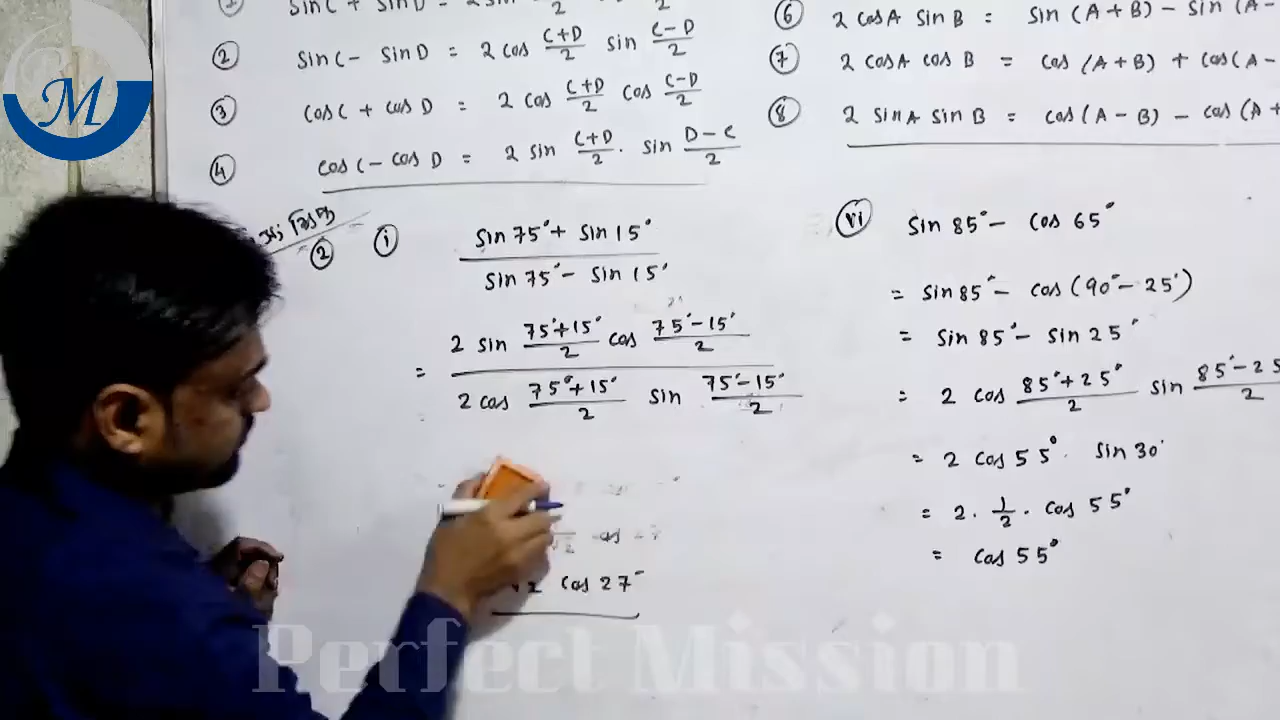 M
sin C + sin D = 2 sin
② sin C − sin D = 2 cos (C+D)/2 sin (C−D)/2
③ cos C + cos D = 2 cos (C+D)/2 cos (C−D)/2
④ cos C − cos D = 2 sin (C+D)/2 . sin (D−C)/2
⑥ 2 cos A sin B = sin (A+B) − sin (A−
⑦ 2 cos A cos B = cos (A+B) + cos (A−
⑧ 2 sin A sin B = cos (A−B) − cos (A+
② ⓘ
sin 75° + sin 15°
sin 75° − sin 15°
= 2 sin (75°+15°)/2 cos (75°−15°)/2
2 cos (75°+15°)/2 sin (75°−15°)/2
cos 27°
ⓥⓘ sin 85° − cos 65°
= sin 85° − cos (90° − 25°)
= sin 85° − sin 25°
= 2 cos (85°+25°)/2 sin (85°−25)/2
= 2 cos 55° . sin 30°
= 2 . 1/2 . cos 55°
= cos 55°
Perfect Mission